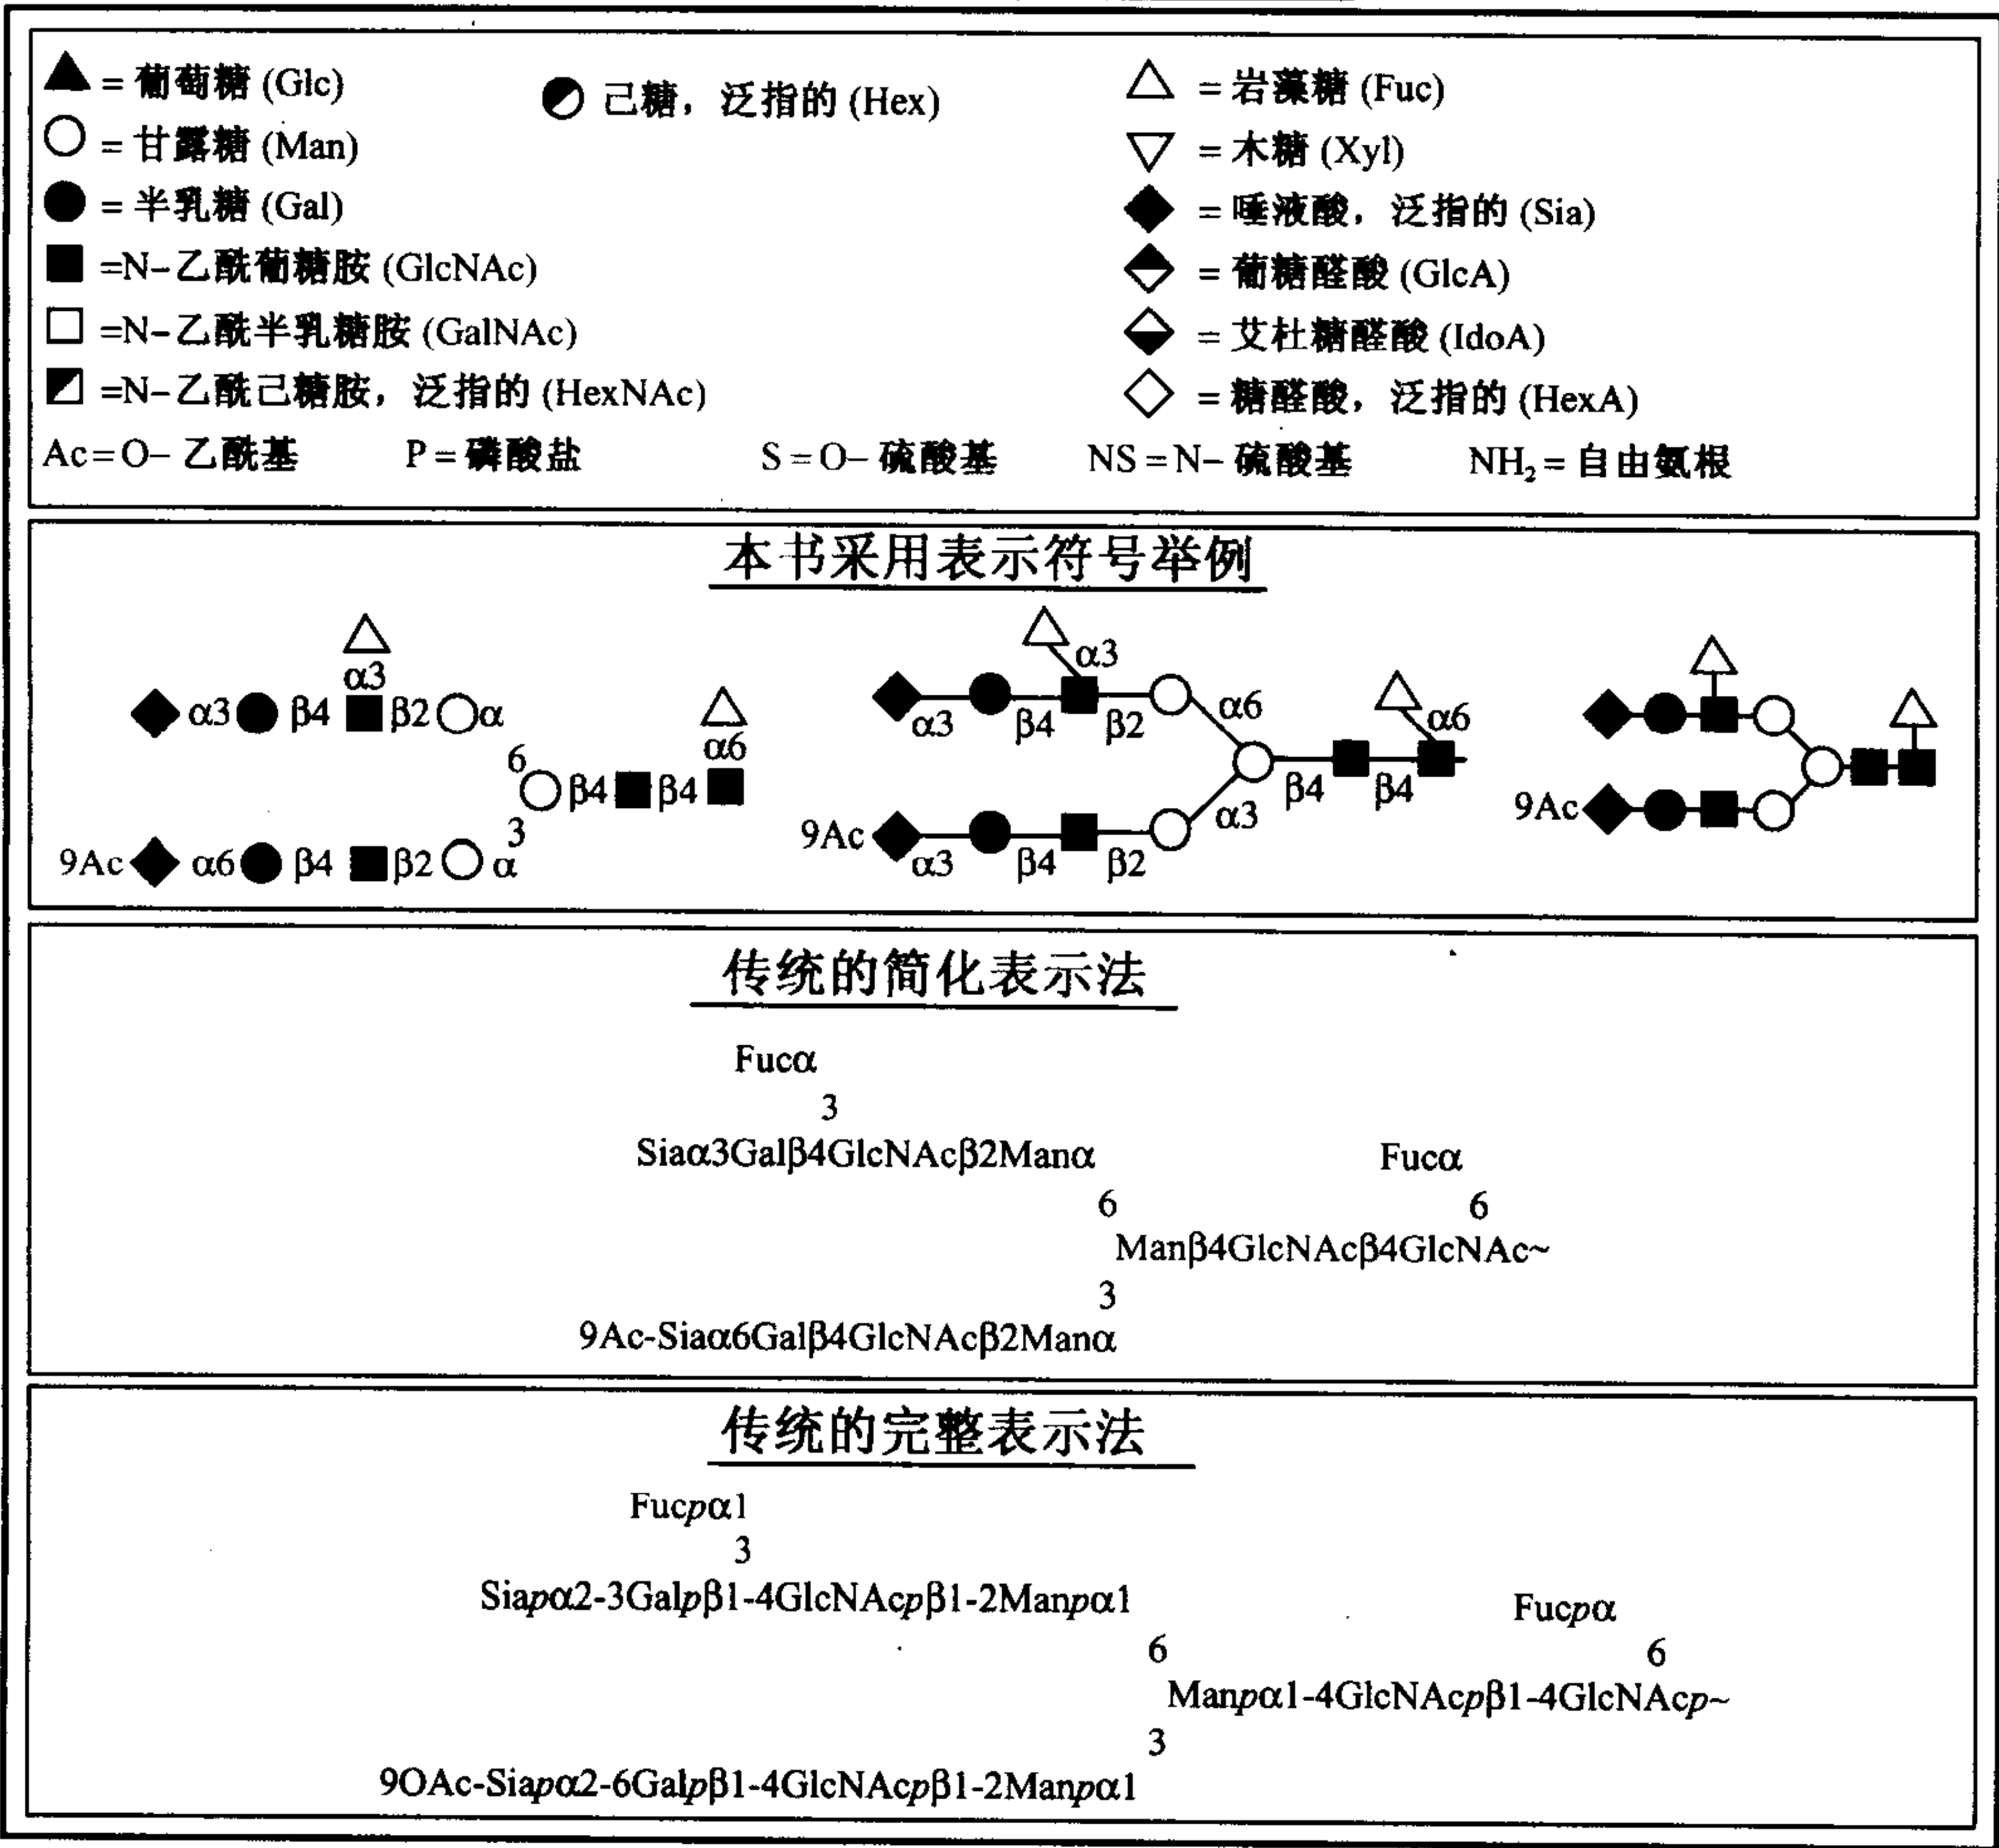 = 葡萄糖 (Glc)
己糖，泛指的 (Hex)
= 岩藻糖 (Fuc)
= 甘露糖 (Man)
= 木糖 (Xyl)
= 半乳糖 (Gal)
= 唾液酸，泛指的 (Sia)
=N-乙酰葡糖胺 (GlcNAc)
= 葡糖醛酸 (GlcA)
=N-乙酰半乳糖胺 (GalNAc)
= 艾杜糖醛酸 (IdoA)
=N-乙酰己糖胺，泛指的 (HexNAc)
= 糖醛酸，泛指的 (HexA)
Ac=O- 乙酰基 P= 磷酸盐 S=O- 硫酸基 NS=N- 硫酸基 NH₂= 自由氨根
本书采用表示符号举例
α3
α3 β4 β2 α
α6
6
β4 β4
3
9Ac α6 β4 β2 α
α3
α3 β4 β2 α6
α6
β4 β4
9Ac α3 β4 β2 α3
9Ac
传统的简化表示法
Fucα
3
Siaα3Galβ4GlcNAcβ2Manα Fucα
6 6
Manβ4GlcNAcβ4GlcNAc~
3
9Ac-Siaα6Galβ4GlcNAcβ2Manα
传统的完整表示法
Fucpα1
3
Siapα2-3Galpβ1-4GlcNAcpβ1-2Manpα1 Fucpα
6 6
Manpα1-4GlcNAcpβ1-4GlcNAcp~
3
9OAc-Siapα2-6Galpβ1-4GlcNAcpβ1-2Manpα1